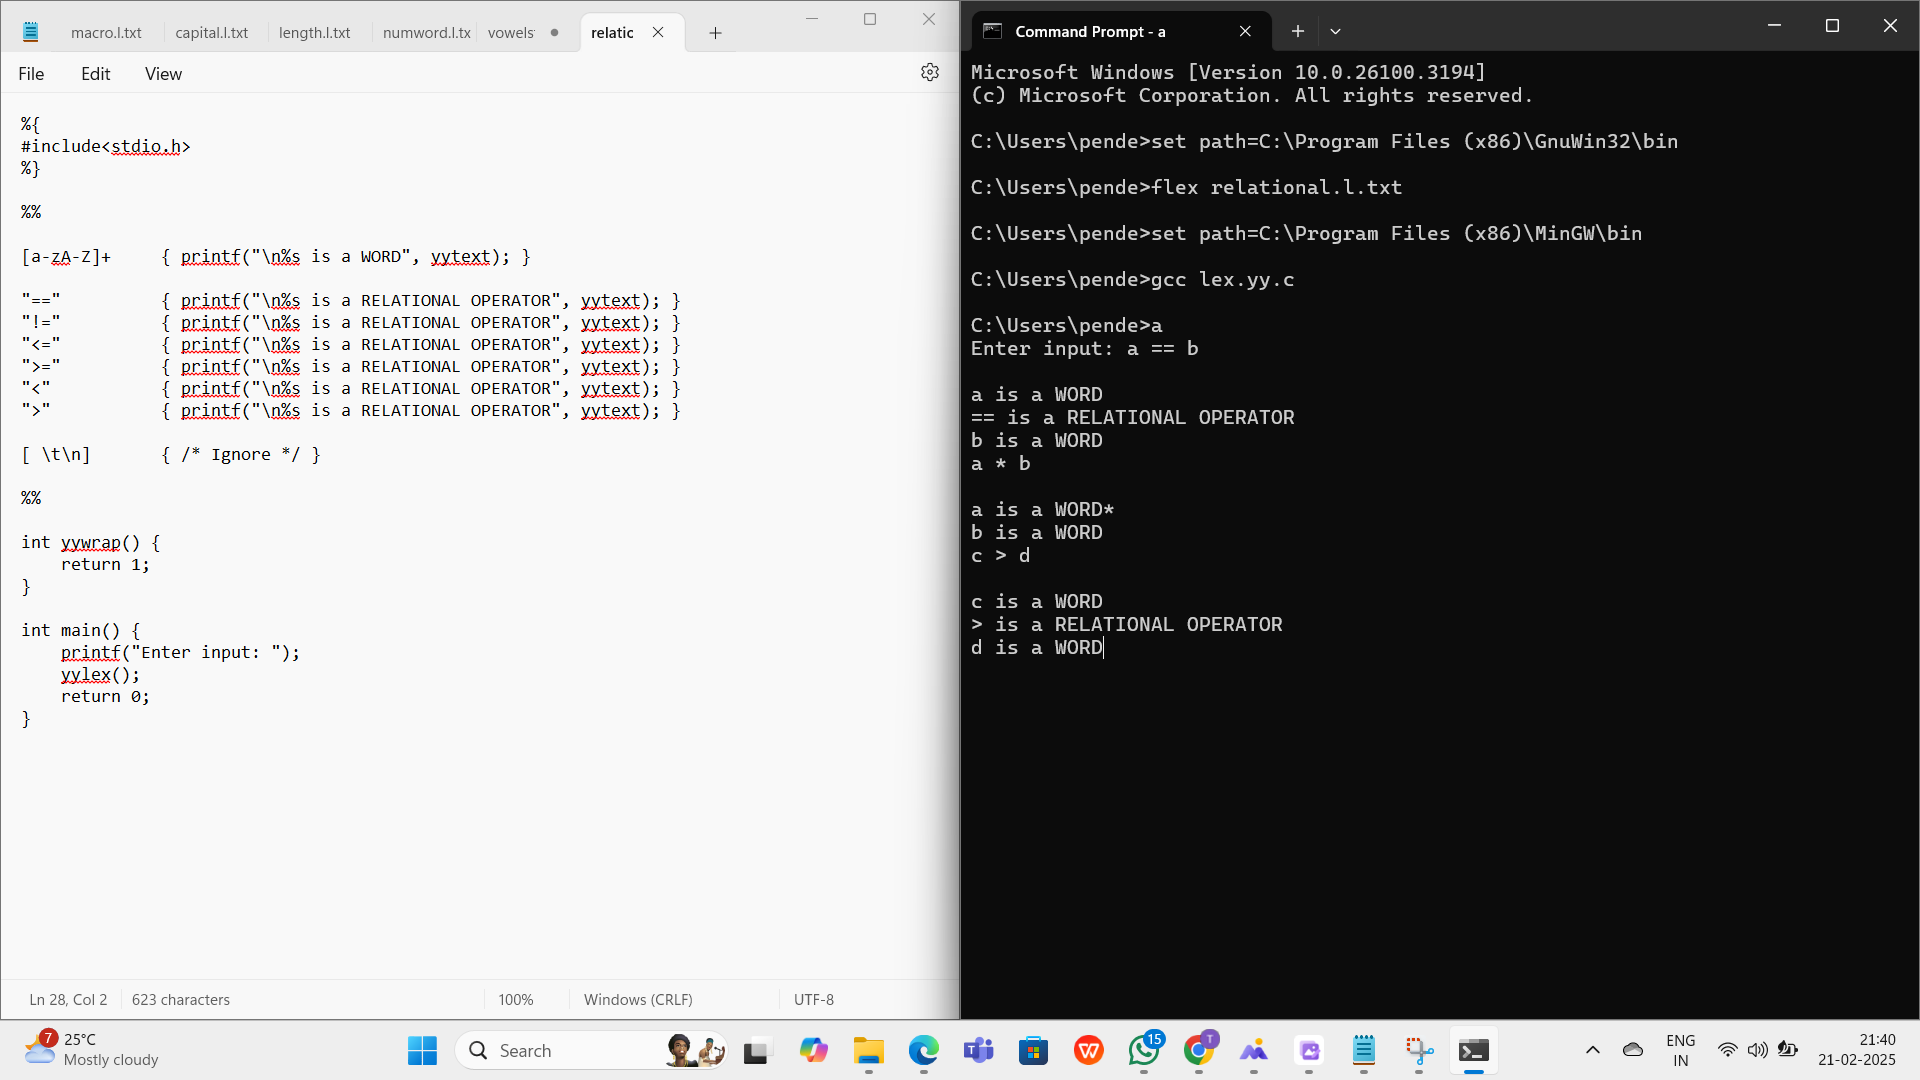 macro.l.txt capital.l.txt length.l.txt numword.l.tx vowels relatic
File Edit View
%{
#include<stdio.h>
%}
%%
[a-zA-Z]+ { printf("\n%s is a WORD", yytext); }
"==" { printf("\n%s is a RELATIONAL OPERATOR", yytext); }
"!=" { printf("\n%s is a RELATIONAL OPERATOR", yytext); }
"<=" { printf("\n%s is a RELATIONAL OPERATOR", yytext); }
">=" { printf("\n%s is a RELATIONAL OPERATOR", yytext); }
"<" { printf("\n%s is a RELATIONAL OPERATOR", yytext); }
">" { printf("\n%s is a RELATIONAL OPERATOR", yytext); }
[ \t\n] { /* Ignore */ }
%%
int yywrap() {
    return 1;
}
int main() {
    printf("Enter input: ");
    yylex();
    return 0;
}
Ln 28, Col 2 623 characters 100% Windows (CRLF) UTF-8
Command Prompt - a
Microsoft Windows [Version 10.0.26100.3194]
(c) Microsoft Corporation. All rights reserved.
C:\Users\pende>set path=C:\Program Files (x86)\GnuWin32\bin
C:\Users\pende>flex relational.l.txt
C:\Users\pende>set path=C:\Program Files (x86)\MinGW\bin
C:\Users\pende>gcc lex.yy.c
C:\Users\pende>a
Enter input: a == b
a is a WORD
== is a RELATIONAL OPERATOR
b is a WORD
a * b
a is a WORD*
b is a WORD
c > d
c is a WORD
> is a RELATIONAL OPERATOR
d is a WORD
7 25°C
Mostly cloudy
Search
15
T
ENG
IN
21:40
21-02-2025